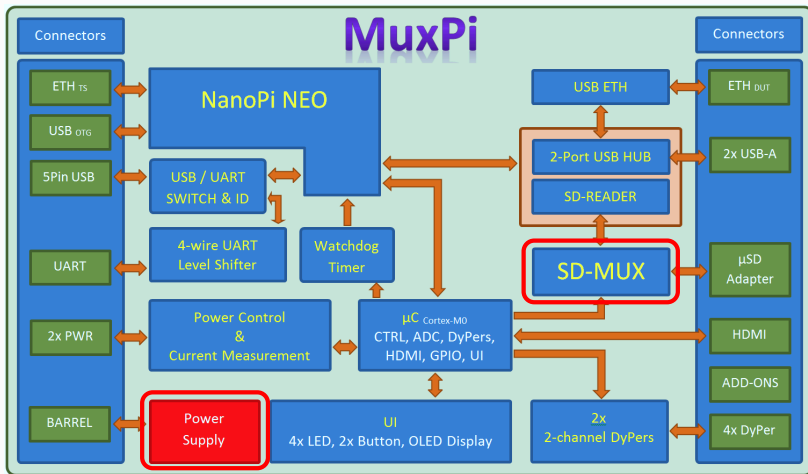 MuxPi
Connectors
Connectors
ETH TS
USB OTG
5Pin USB
UART
2x PWR
BARREL
NanoPi NEO
USB / UART
SWITCH & ID
4-wire UART
Level Shifter
Watchdog
Timer
Power Control
&
Current Measurement
µC Cortex-M0
CTRL, ADC, DyPers,
HDMI, GPIO, UI
Power
Supply
UI
4x LED, 2x Button, OLED Display
USB ETH
2-Port USB HUB
SD-READER
SD-MUX
2x
2-channel DyPers
ETH DUT
2x USB-A
µSD
Adapter
HDMI
ADD-ONS
4x DyPer